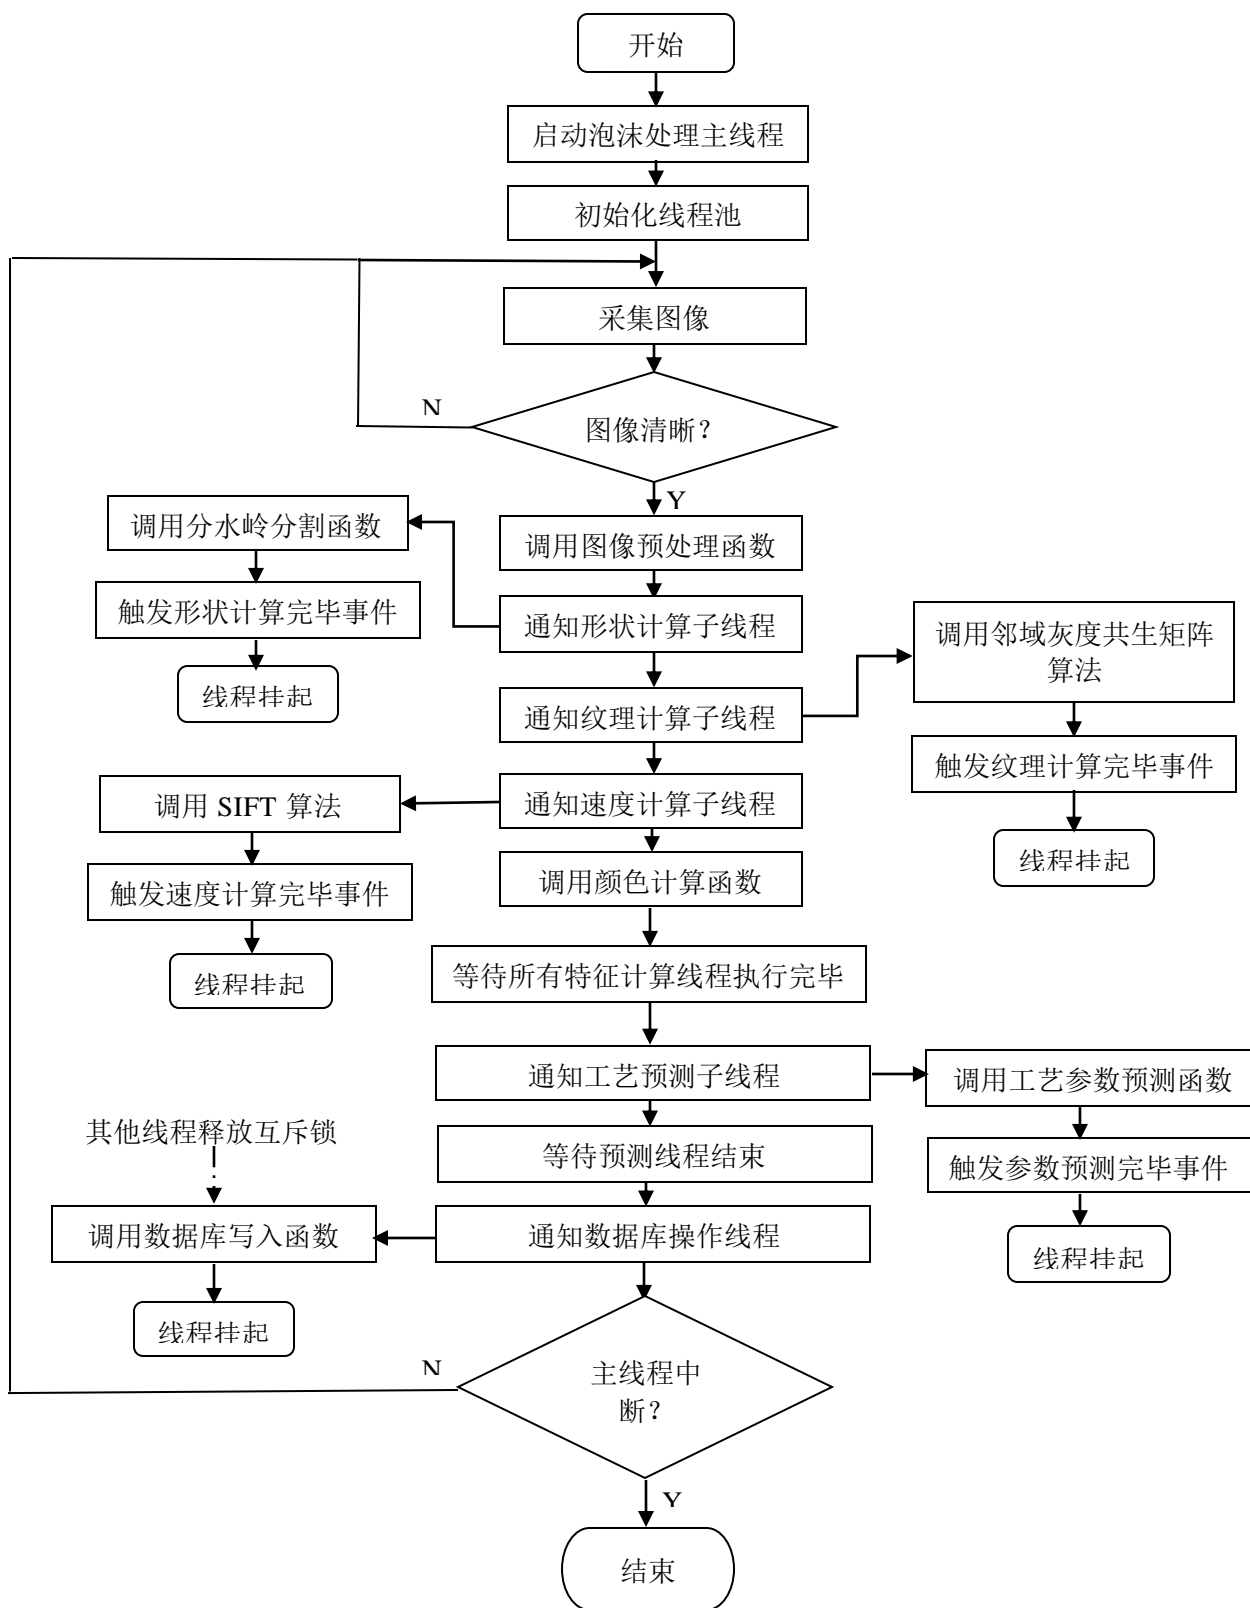 开始
启动泡沫处理主线程
初始化线程池
采集图像
N
图像清晰?
Y
调用分水岭分割函数
调用图像预处理函数
触发形状计算完毕事件
通知形状计算子线程
调用邻域灰度共生矩阵
算法
线程挂起
通知纹理计算子线程
触发纹理计算完毕事件
调用 SIFT 算法
通知速度计算子线程
线程挂起
调用颜色计算函数
触发速度计算完毕事件
等待所有特征计算线程执行完毕
线程挂起
通知工艺预测子线程
调用工艺参数预测函数
其他线程释放互斥锁
等待预测线程结束
触发参数预测完毕事件
调用数据库写入函数
通知数据库操作线程
线程挂起
线程挂起
N
主线程中
断?
Y
结束